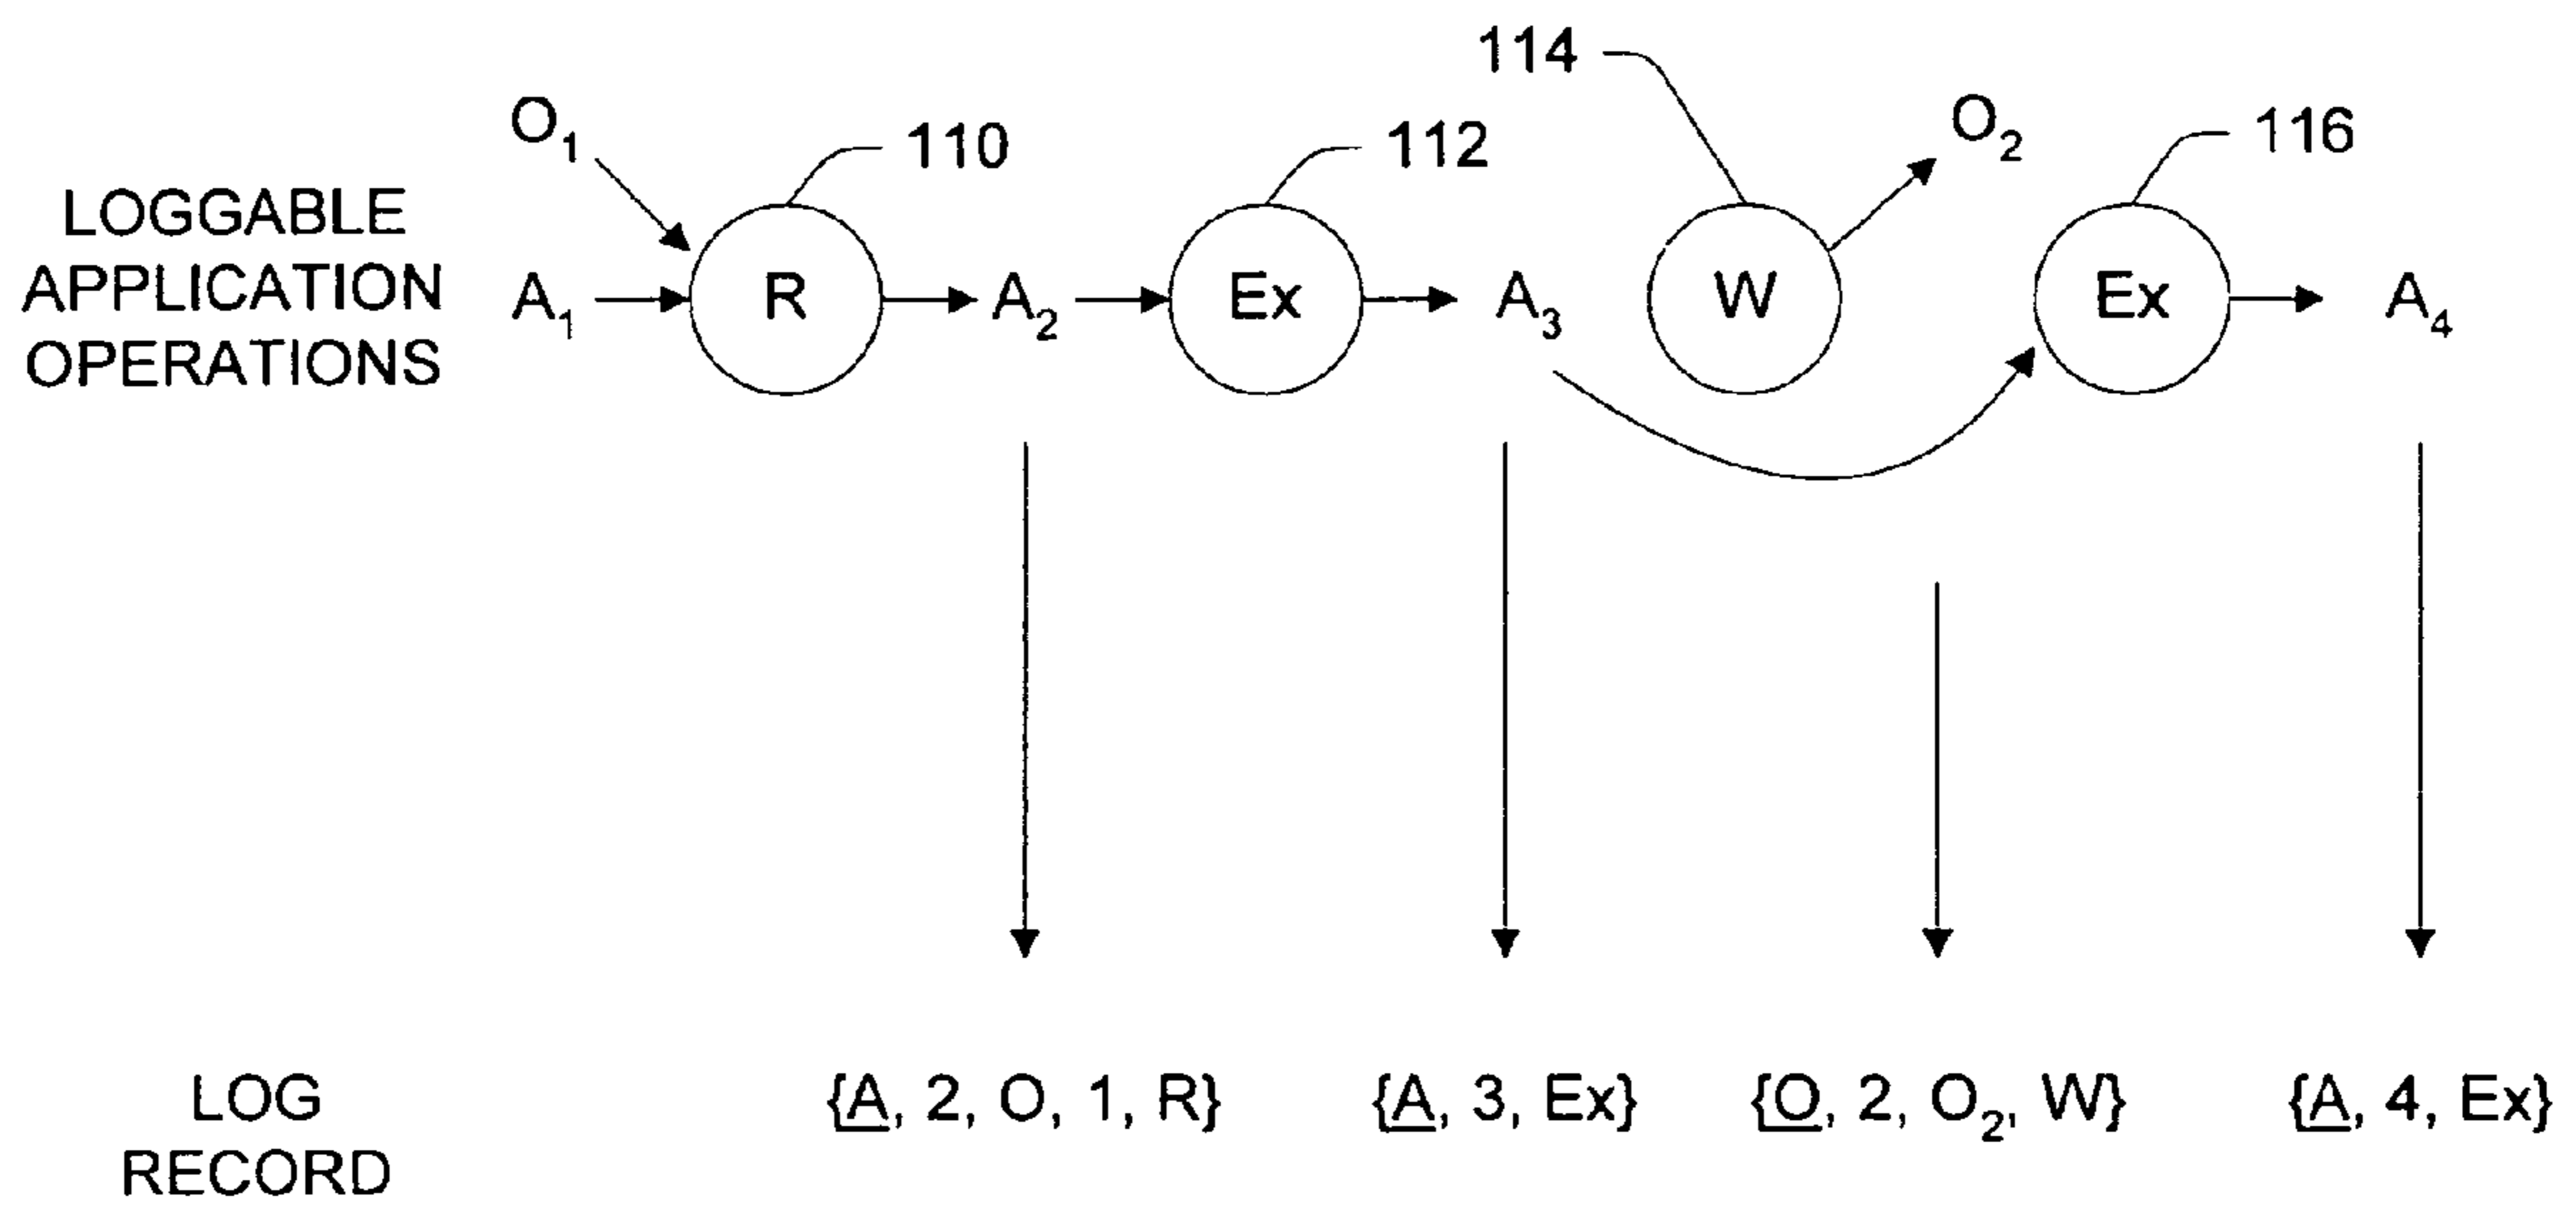 114
O₁
110
112
O₂
116
LOGGABLE
APPLICATION
OPERATIONS
A₁
R
A₂
Ex
A₃
W
Ex
A₄
LOG
RECORD
{A, 2, O, 1, R}
{A, 3, Ex}
{O, 2, O₂, W}
{A, 4, Ex}